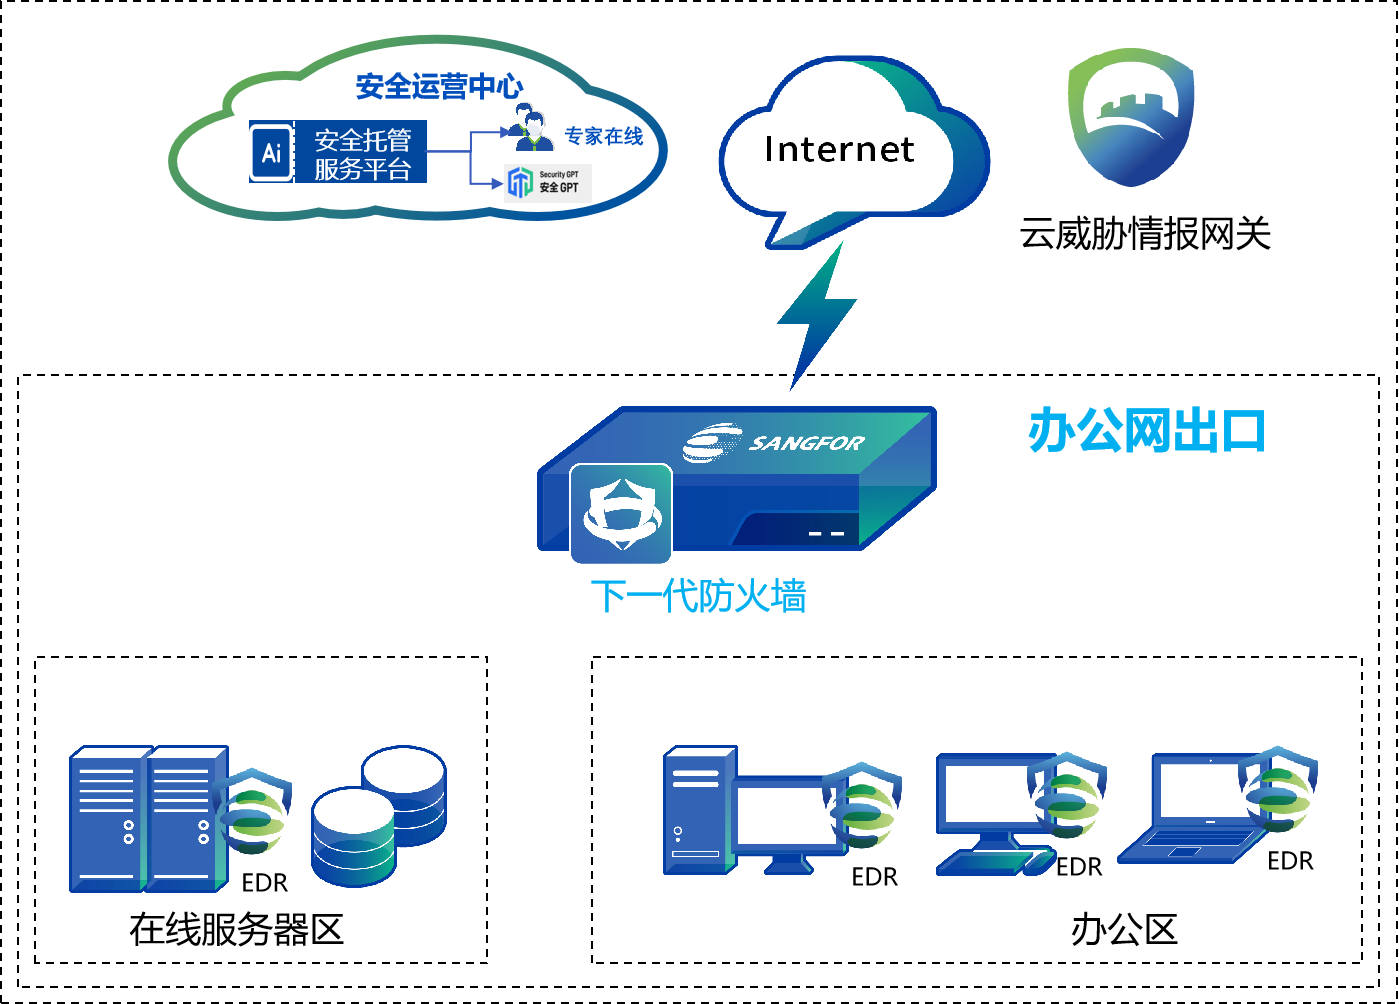 安全运营中心
Ai
安全托管
服务平台
专家在线
Security GPT
安全GPT
Internet
云威胁情报网关
办公网出口
SANGFOR
下一代防火墙
EDR
在线服务器区
EDR
EDR
EDR
办公区